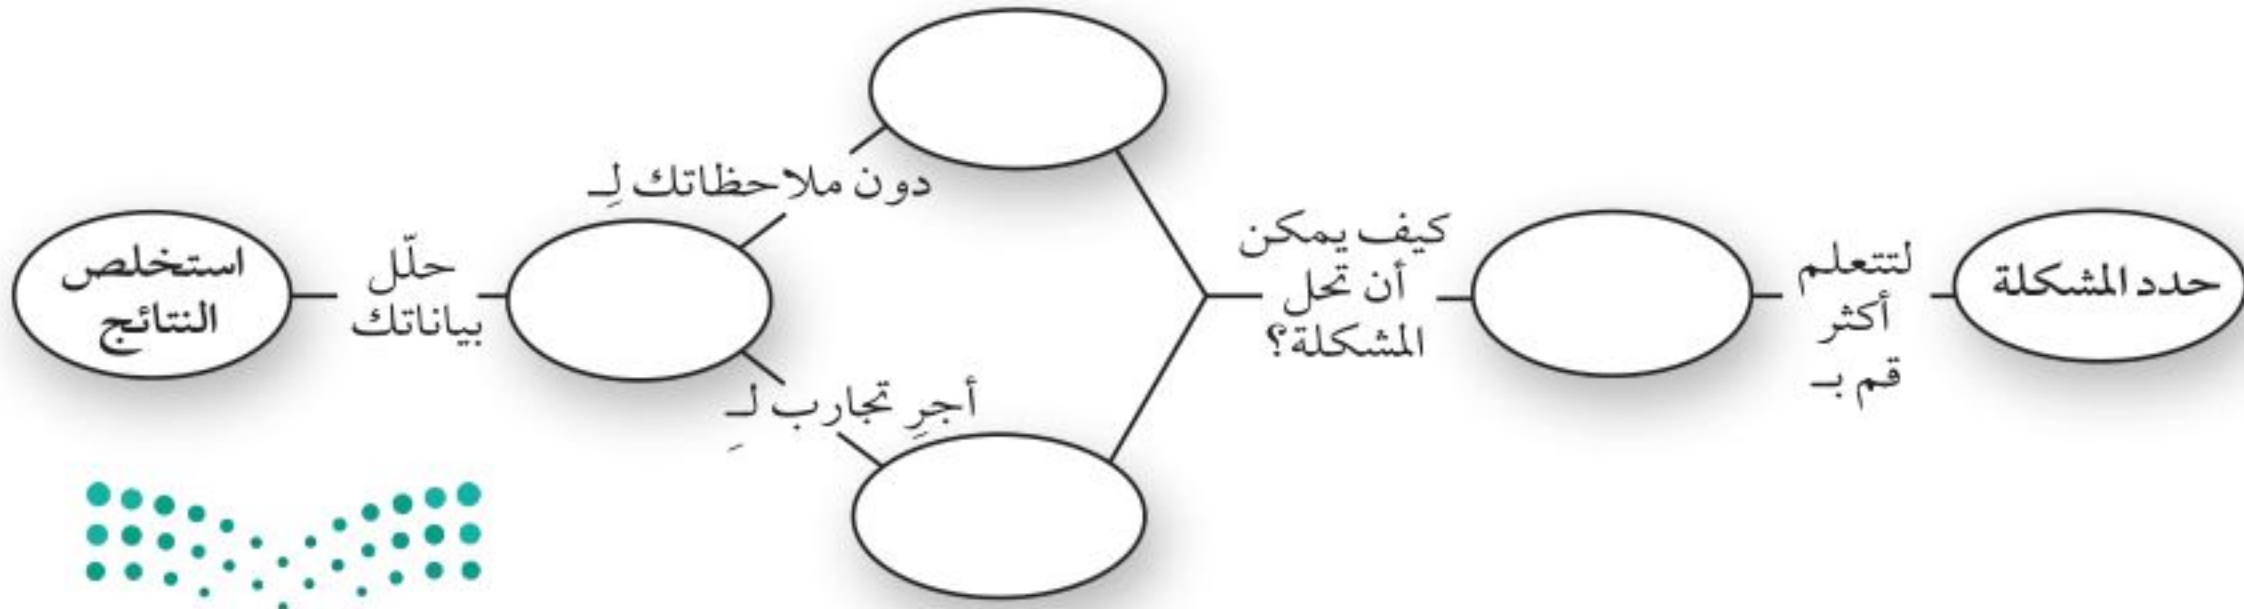 حدد المشكلة
لتتعلم
أكثر
قم بـ
كيف يمكن
أن تحل
المشكلة؟
دون ملاحظاتك لِـ
أجرِ تجارب لـِ
حلّل
بياناتك
استخلص
النتائج